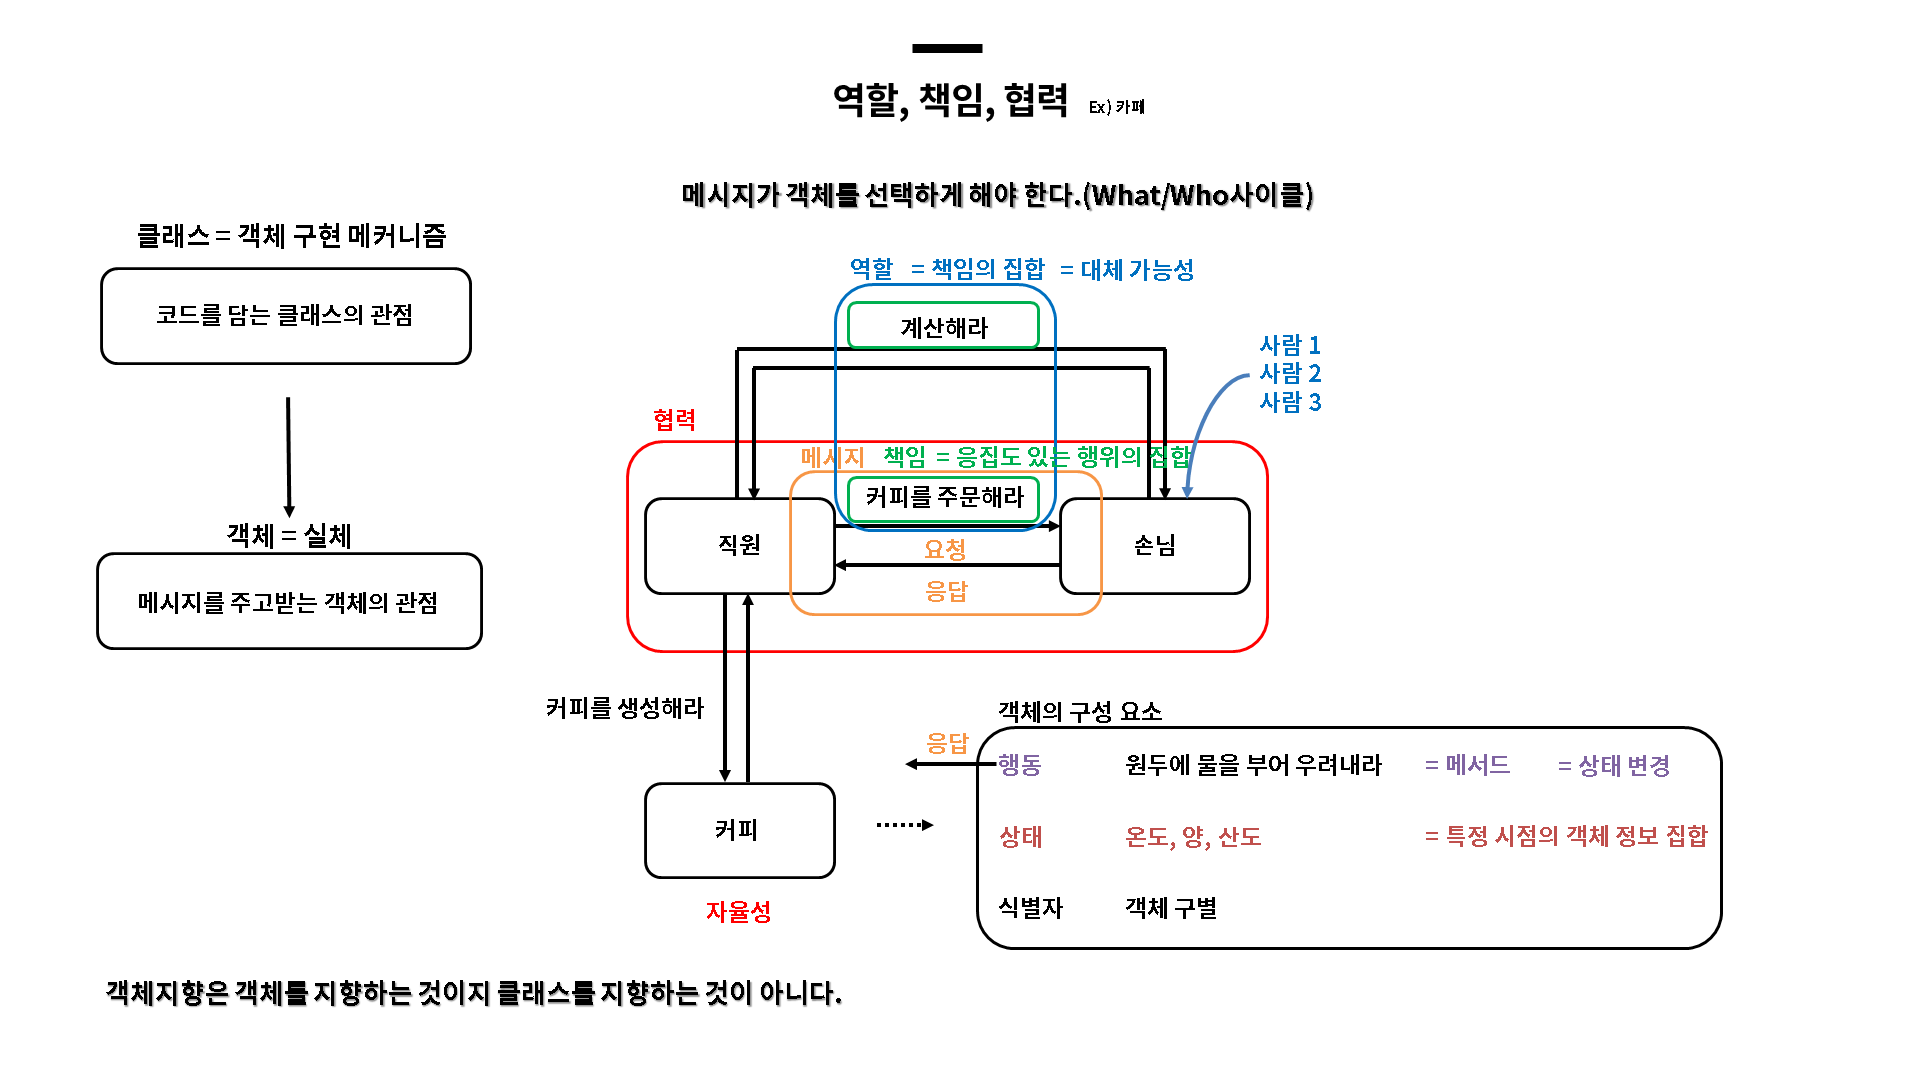 역할, 책임, 협력 Ex) 카페
메시지가 객체를 선택하게 해야 한다.(What/Who사이클)
클래스 = 객체 구현 메커니즘
코드를 담는 클래스의 관점
객체 = 실체
메시지를 주고받는 객체의 관점
역할 = 책임의 집합 = 대체 가능성
계산해라
사람 1
사람 2
사람 3
협력
메시지 책임 = 응집도 있는 행위의 집합
커피를 주문해라
직원
손님
요청
응답
커피를 생성해라
커피
자율성
객체의 구성 요소
응답
행동 원두에 물을 부어 우려내라 = 메서드 = 상태 변경
상태 온도, 양, 산도 = 특정 시점의 객체 정보 집합
식별자 객체 구별
객체지향은 객체를 지향하는 것이지 클래스를 지향하는 것이 아니다.